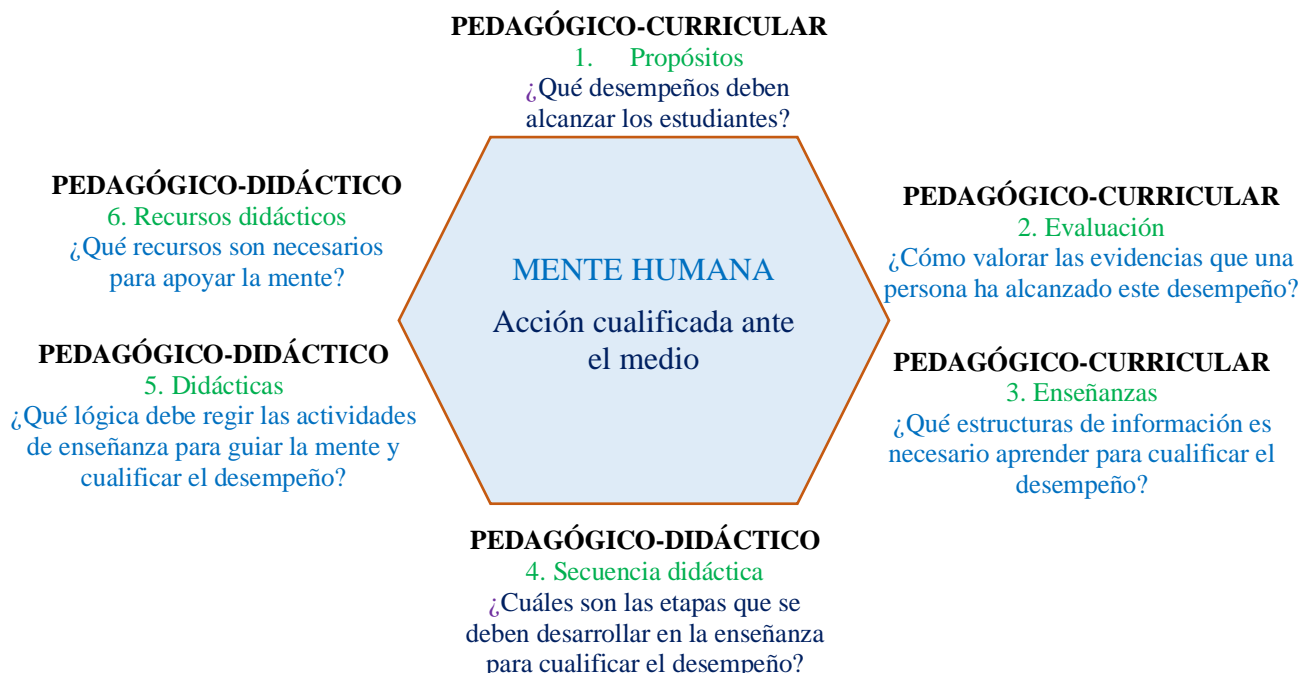 PEDAGÓGICO-CURRICULAR
1. Propósitos
¿Qué desempeños deben
alcanzar los estudiantes?
PEDAGÓGICO-CURRICULAR
2. Evaluación
¿Cómo valorar las evidencias que una
persona ha alcanzado este desempeño?
PEDAGÓGICO-CURRICULAR
3. Enseñanzas
¿Qué estructuras de información es
necesario aprender para cualificar el
desempeño?
PEDAGÓGICO-DIDÁCTICO
4. Secuencia didáctica
¿Cuáles son las etapas que se
deben desarrollar en la enseñanza
para cualificar el desempeño?
PEDAGÓGICO-DIDÁCTICO
5. Didácticas
¿Qué lógica debe regir las actividades
de enseñanza para guiar la mente y
cualificar el desempeño?
PEDAGÓGICO-DIDÁCTICO
6. Recursos didácticos
¿Qué recursos son necesarios
para apoyar la mente?
MENTE HUMANA
Acción cualificada ante
el medio